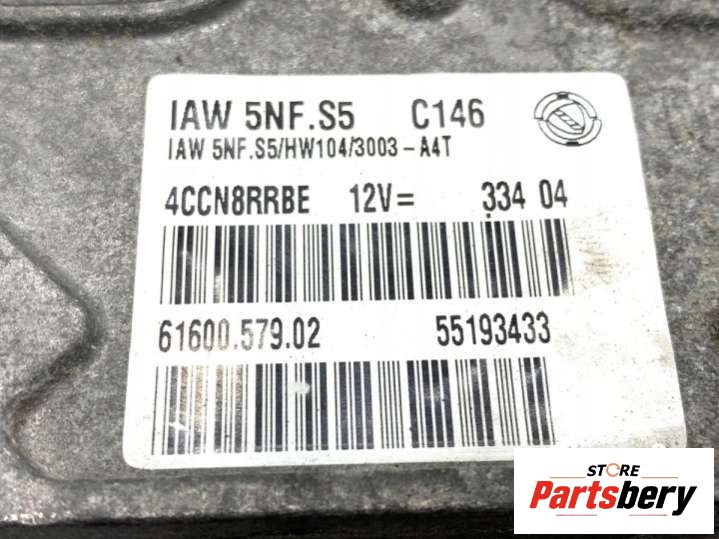 IAW 5NF.S5 C146
IAW 5NF.S5/HW104/3003-A4T
4CCN8RRBE 12V= 334 04
61600.579.02 55193433
STORE
Partsbery